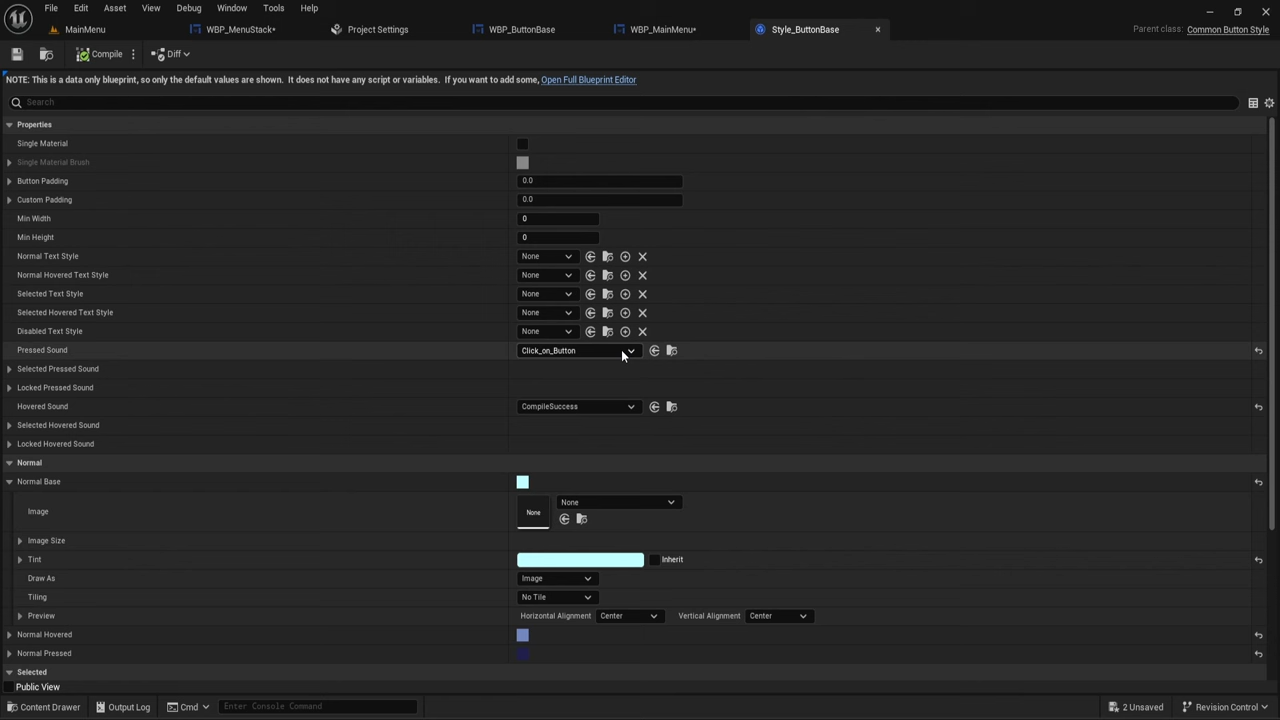 File Edit Asset View Debug Window Tools Help
MainMenu WBP_MenuStack* Project Settings WBP_ButtonBase WBP_MainMenu* Style_ButtonBase Parent class: Common Button Style
Compile Diff
NOTE: This is a data only blueprint, so only the default values are shown. It does not have any script or variables. If you want to add some, Open Full Blueprint Editor
Search
Properties
Single Material
Single Material Brush
Button Padding 0.0
Custom Padding 0.0
Min Width 0
Min Height 0
Normal Text Style None
Normal Hovered Text Style None
Selected Text Style None
Selected Hovered Text Style None
Disabled Text Style None
Pressed Sound Click_on_Button
Selected Pressed Sound
Locked Pressed Sound
Hovered Sound CompileSuccess
Selected Hovered Sound
Locked Hovered Sound
Normal
Normal Base
Image None None
Image Size
Tint Inherit
Draw As Image
Tiling No Tile
Preview Horizontal Alignment Center Vertical Alignment Center
Normal Hovered
Normal Pressed
Selected
Public View
Content Drawer Output Log Cmd Enter Console Command 2 Unsaved Revision Control